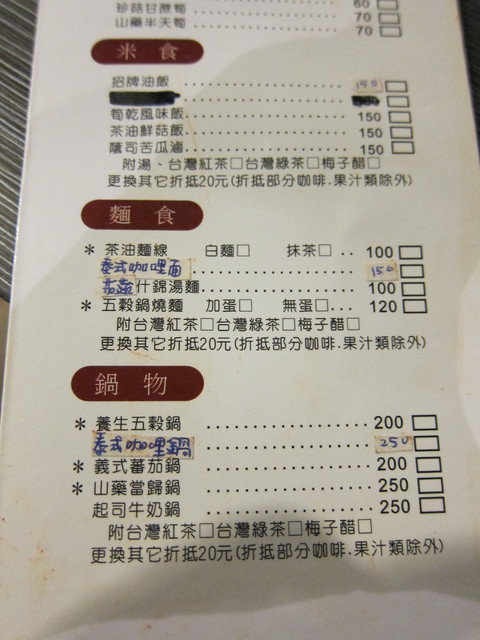 珍菇甘蔗筍 ................ 60
山藥半天筍 ................ 70
70
米 食
招牌油飯 ................ 150 □
筍乾風味飯 ................ 150 □
茶油鮮菇飯 ................ 150 □
蘿司苦瓜滷 ................ 150 □
附湯、台灣紅茶□台灣綠茶□梅子醋□
更換其它折抵20元(折抵部分咖啡.果汁類除外)
麵 食
* 茶油麵線 白麵□ 抹茶□ .. 100 □
泰式咖哩面 ................ 150 □
茄蔬什錦湯麵 ................ 100 □
* 五穀鍋燒麵 加蛋□ 無蛋□ ... 120 □
附台灣紅茶□台灣綠茶□梅子醋□
更換其它折抵20元(折抵部分咖啡.果汁類除外)
鍋 物
* 養生五穀鍋 ................ 200 □
泰式咖哩鍋 ................ 250 □
* 義式蕃茄鍋 ................ 200 □
* 山藥當歸鍋 ................ 250 □
起司牛奶鍋 ................ 250 □
附台灣紅茶□台灣綠茶□梅子醋□
更換其它折抵20元(折抵部分咖啡.果汁類除外)